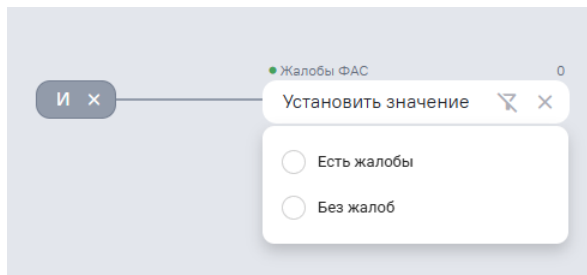 Жалобы ФАС 0
И
Установить значение
Есть жалобы
Без жалоб